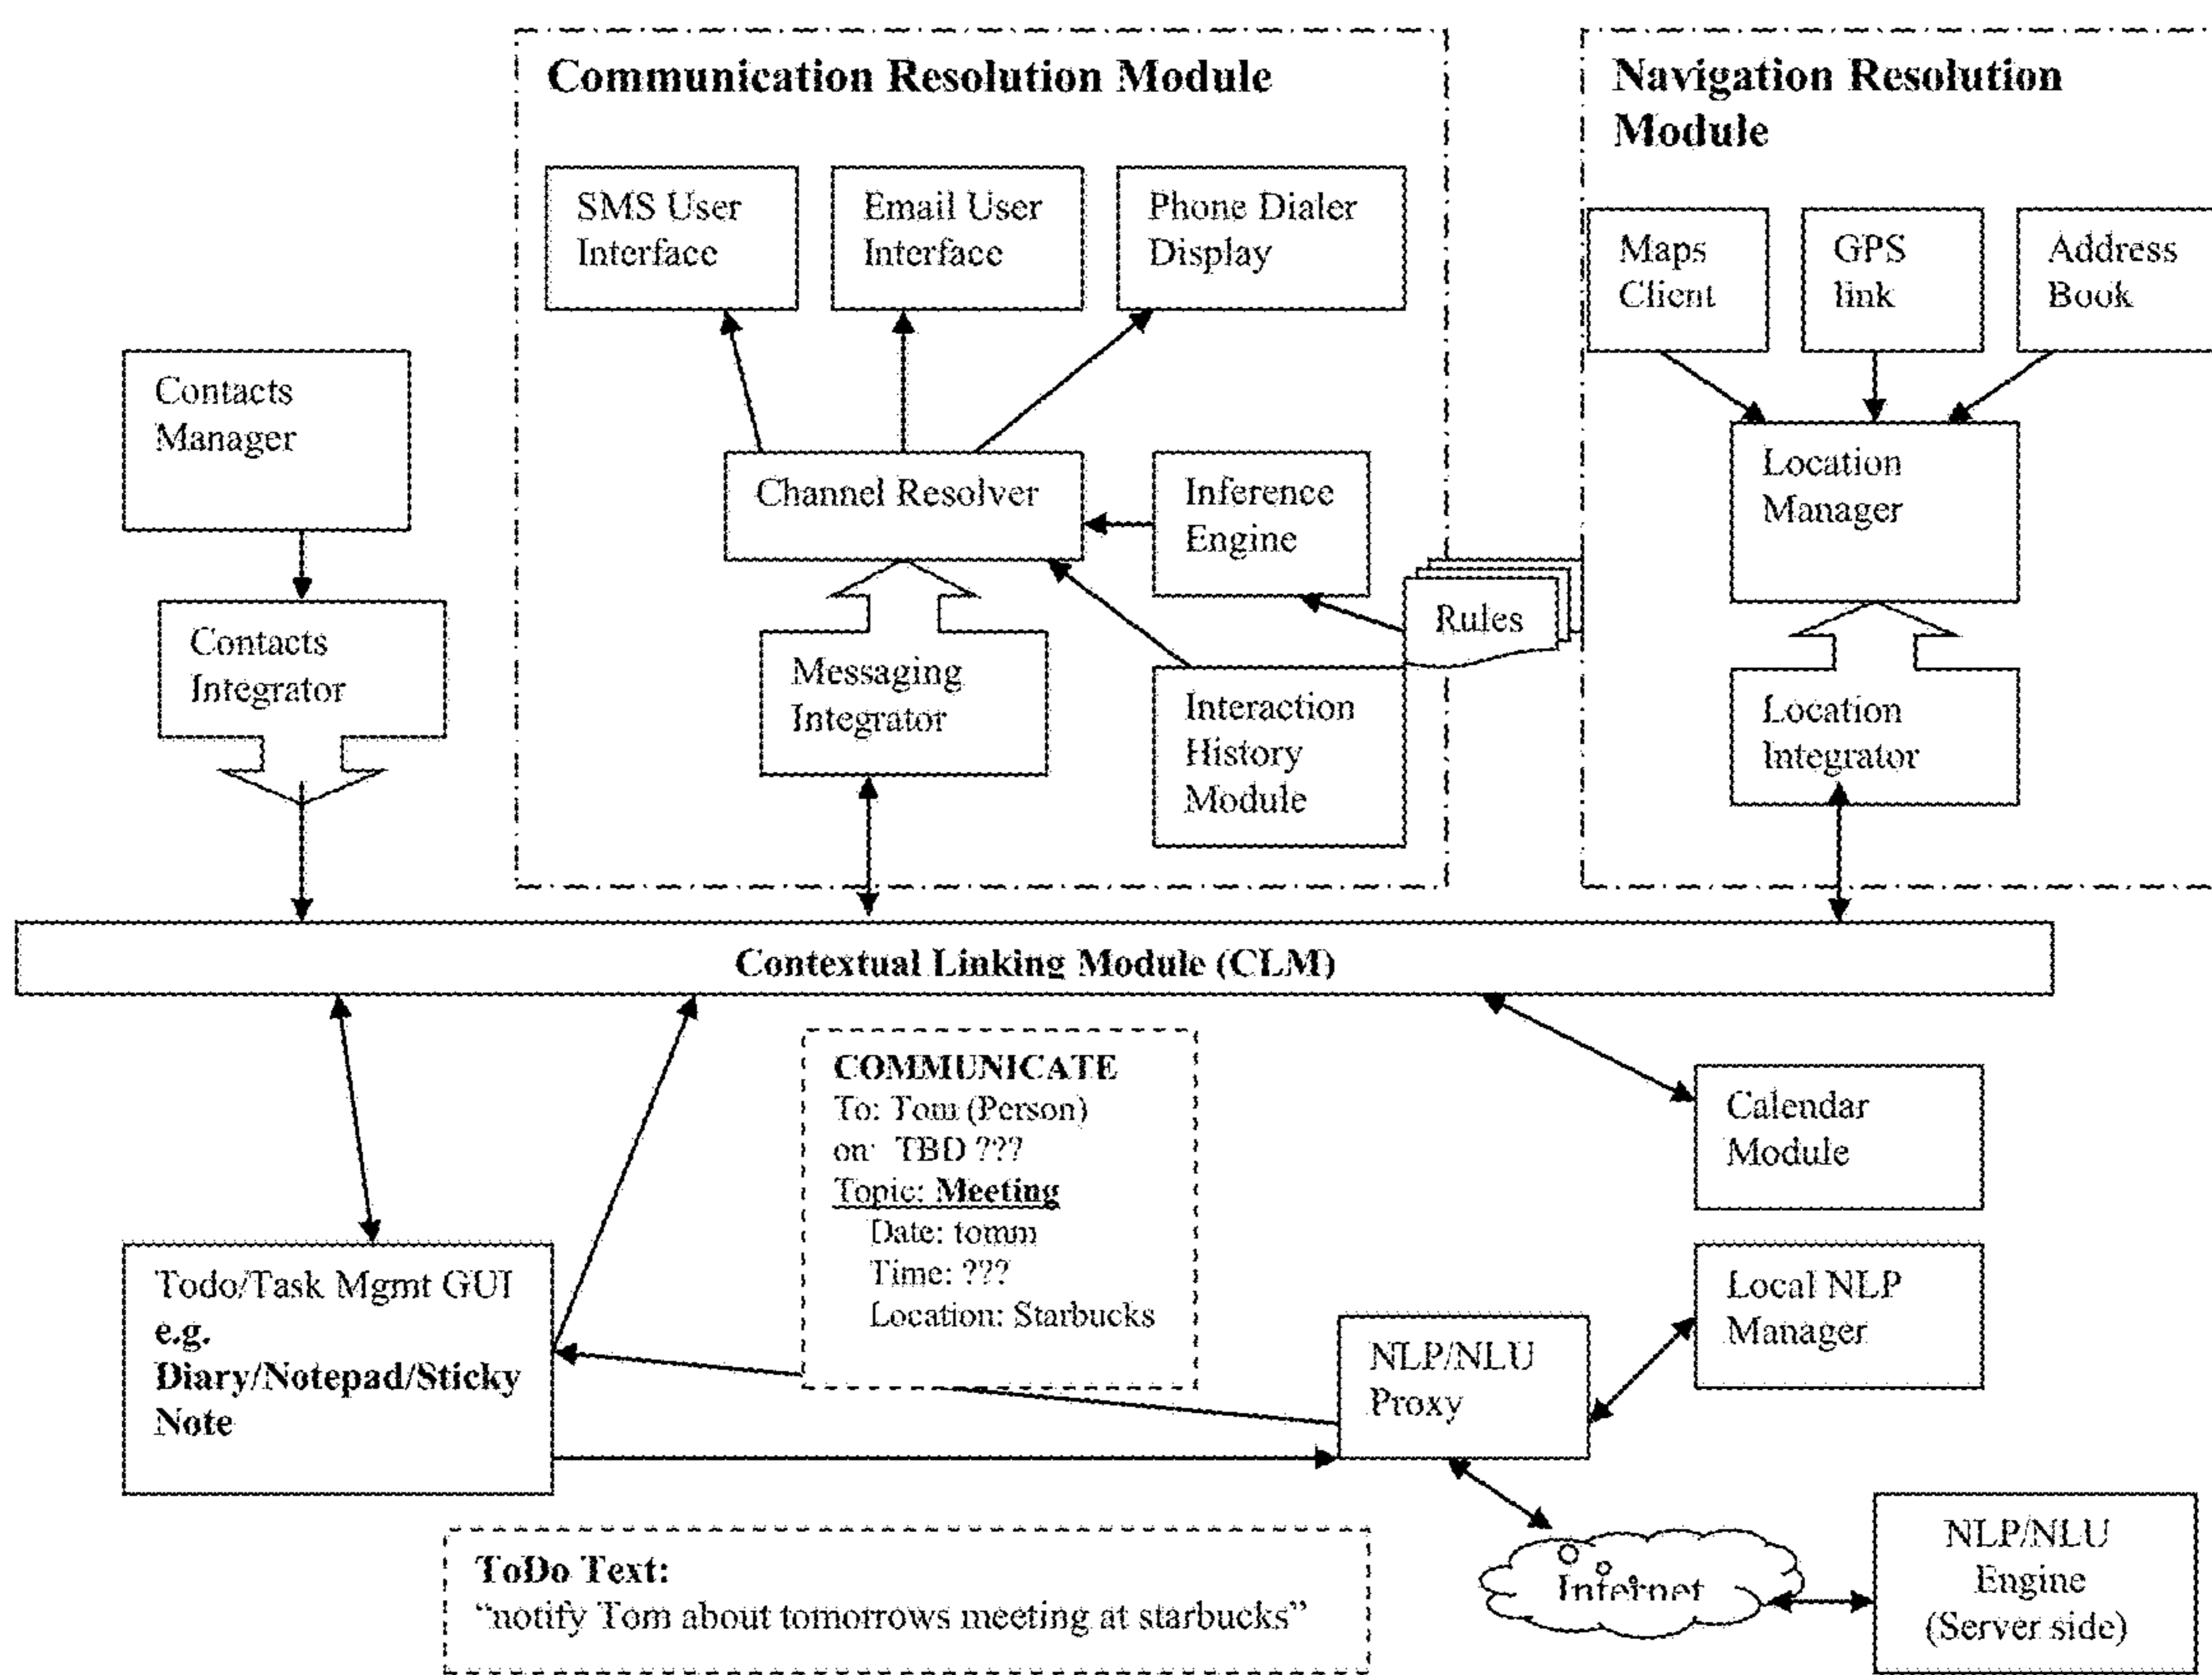 Communication Resolution Module
Navigation Resolution
Module
SMS User
Interface
Email User
Interface
Phone Dialer
Display
Maps
Client
GPS
link
Address
Book
Contacts
Manager
Channel Resolver
Inference
Engine
Location
Manager
Rules
Contacts
Integrator
Messaging
Integrator
Interaction
History
Module
Location
Integrator
Contextual Linking Module (CLM)
COMMUNICATE
To: Tom (Person)
on: TBD ???
Topic: Meeting
Date: tomm
Time: ???
Location: Starbucks
Calendar
Module
Todo/Task Mgmt GUI
e.g.
Diary/Notepad/Sticky
Note
Local NLP
Manager
NLP/NLU
Proxy
ToDo Text:
“notify Tom about tomorrows meeting at starbucks”
Internet
NLP/NLU
Engine
(Server side)